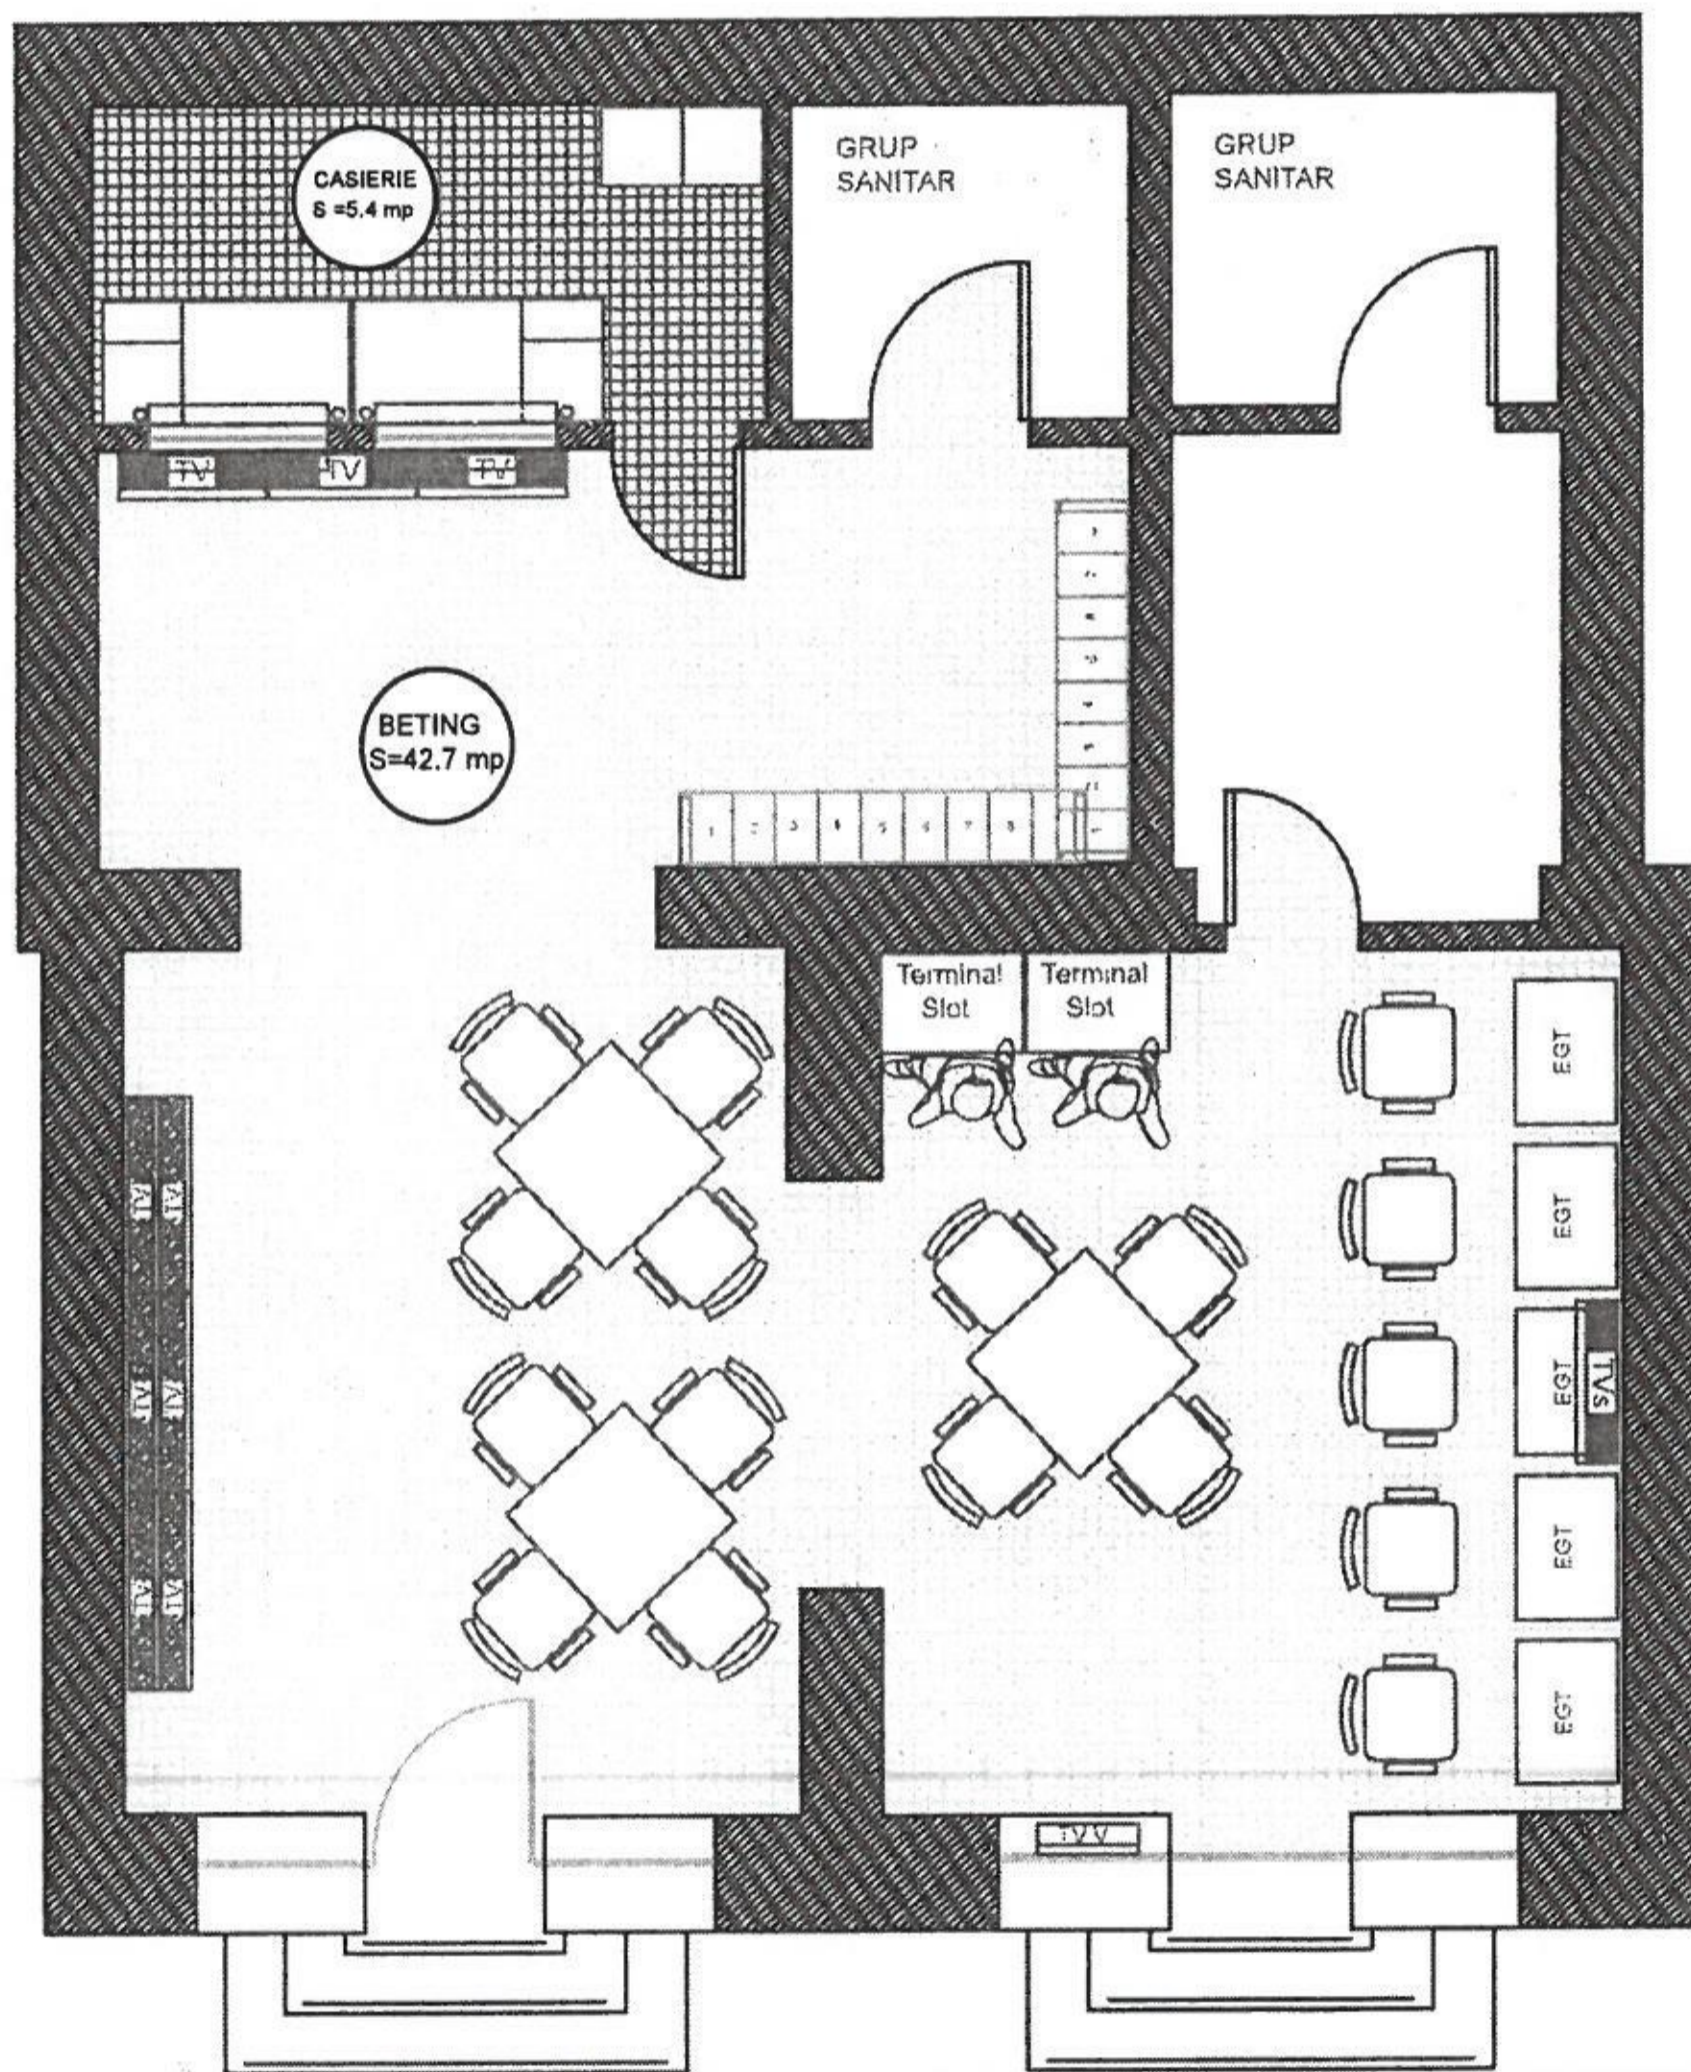 CASIERIE
S =5.4 mp
GRUP
SANITAR
GRUP
SANITAR
TV
TV
TV
BETING
S=42.7 mp
1
2
3
4
5
6
7
8
Terminal
Slot
Terminal
Slot
EGT
EGT
EGT
TVs
EGT
EGT
TV
TV
TV
TV
TV
TV